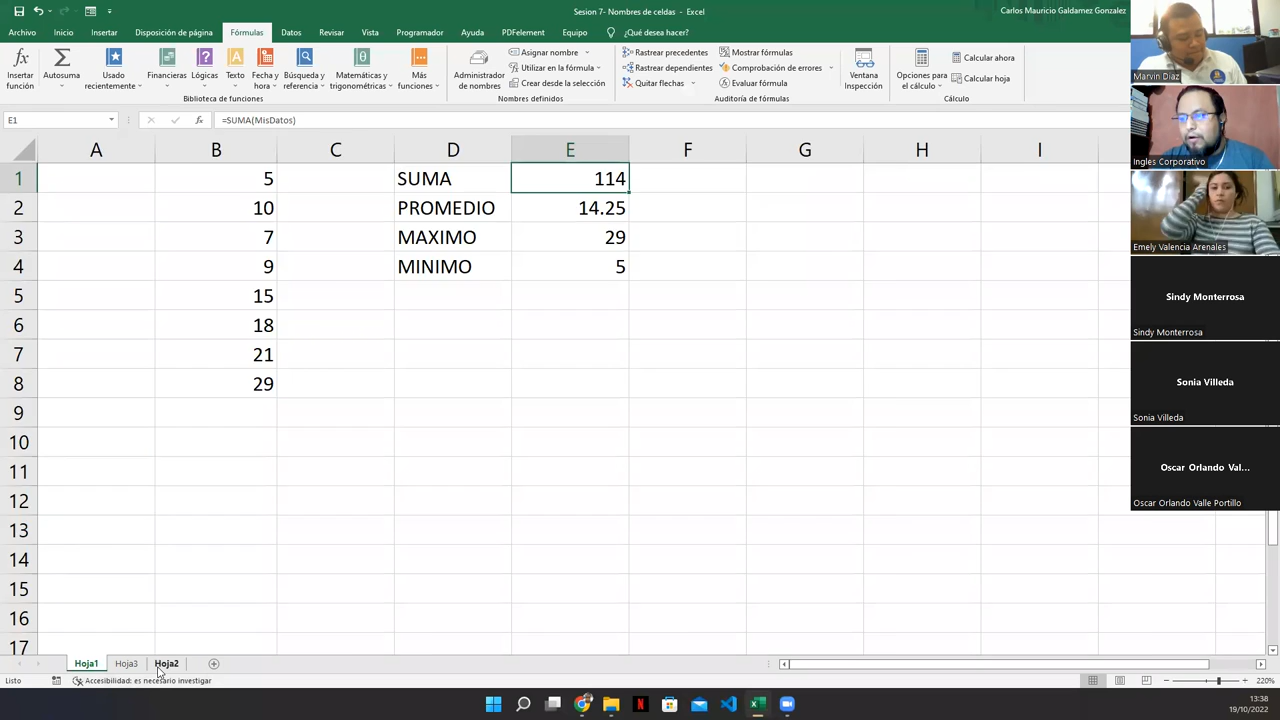 Sesion 7- Nombres de celdas - Excel
Carlos Mauricio Galdamez Gonzalez
Archivo Inicio Insertar Disposición de página Fórmulas Datos Revisar Vista Programador Ayuda PDFelement Equipo ¿Qué desea hacer?
Insertar función
Autosuma
Usado recientemente
Financieras
Lógicas
Texto
Fecha y hora
Búsqueda y referencia
Matemáticas y trigonométricas
Más funciones
Biblioteca de funciones
Administrador de nombres
Asignar nombre
Utilizar en la fórmula
Crear desde la selección
Nombres definidos
Rastrear precedentes
Rastrear dependientes
Quitar flechas
Mostrar fórmulas
Comprobación de errores
Evaluar fórmula
Auditoría de fórmulas
Ventana Inspección
Opciones para el cálculo
Calcular ahora
Calcular hoja
Cálculo
E1 fx =SUMA(MisDatos)
A B C D E F G H I
1 5 SUMA 114
2 10 PROMEDIO 14.25
3 7 MAXIMO 29
4 9 MINIMO 5
5 15
6 18
7 21
8 29
9
10
11
12
13
14
15
16
17
Hoja1 Hoja3 Hoja2
Listo Accesibilidad: es necesario investigar 220%
13:38
19/10/2022
Marvin Díaz
Ingles Corporativo
Emely Valencia Arenales
Sindy Monterrosa
Sindy Monterrosa
Sonia Villeda
Sonia Villeda
Oscar Orlando Val...
Oscar Orlando Valle Portillo